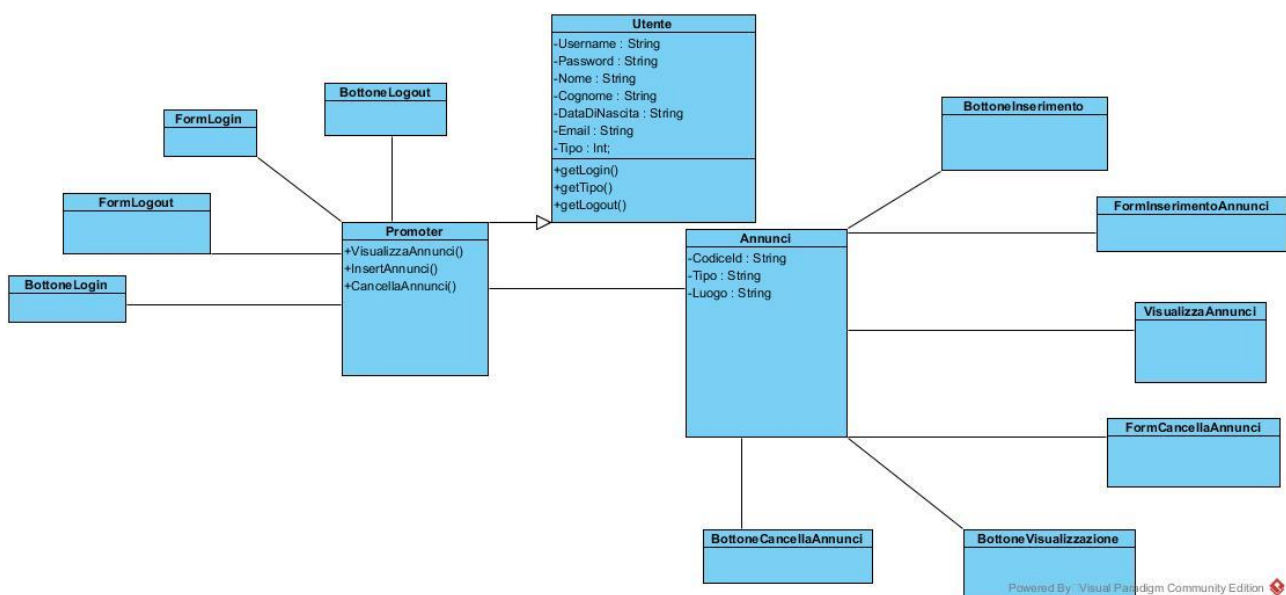 Utente
-Username : String
-Password : String
-Nome : String
-Cognome : String
-DataDiNascita : String
-Email : String
-Tipo : Int;
+getLogin()
+getTipo()
+getLogout()
BottoneLogout
FormLogin
FormLogout
BottoneLogin
Promoter
+VisualizzaAnnunci()
+InsertAnnunci()
+CancellaAnnunci()
Annunci
-CodiceId : String
-Tipo : String
-Luogo : String
BottoneInserimento
FormInserimentoAnnunci
VisualizzaAnnunci
FormCancellaAnnunci
BottoneCancellaAnnunci
BottoneVisualizzazione
Powered By Visual Paradigm Community Edition